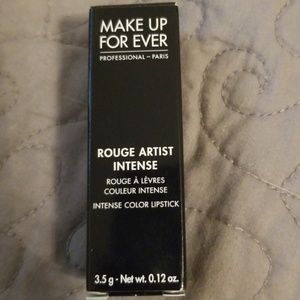 MAKE UP
FOR EVER
PROFESSIONAL – PARIS
ROUGE ARTIST
INTENSE
ROUGE À LÈVRES
COULEUR INTENSE
INTENSE COLOR LIPSTICK
3.5 g - Net wt. 0.12 oz.